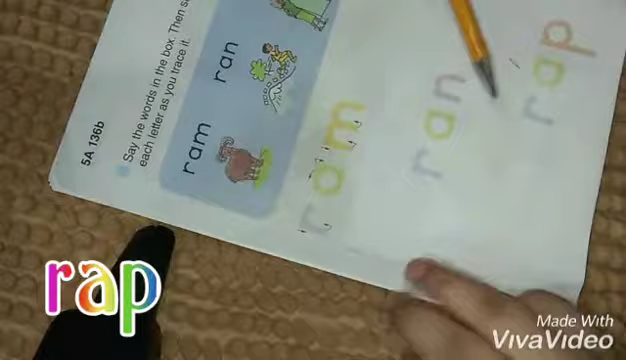 5A 136b
Say the words in the box. Then s
each letter as you trace it.
ram
ran
ram
ran
rap
rap
Made With
VivaVideo